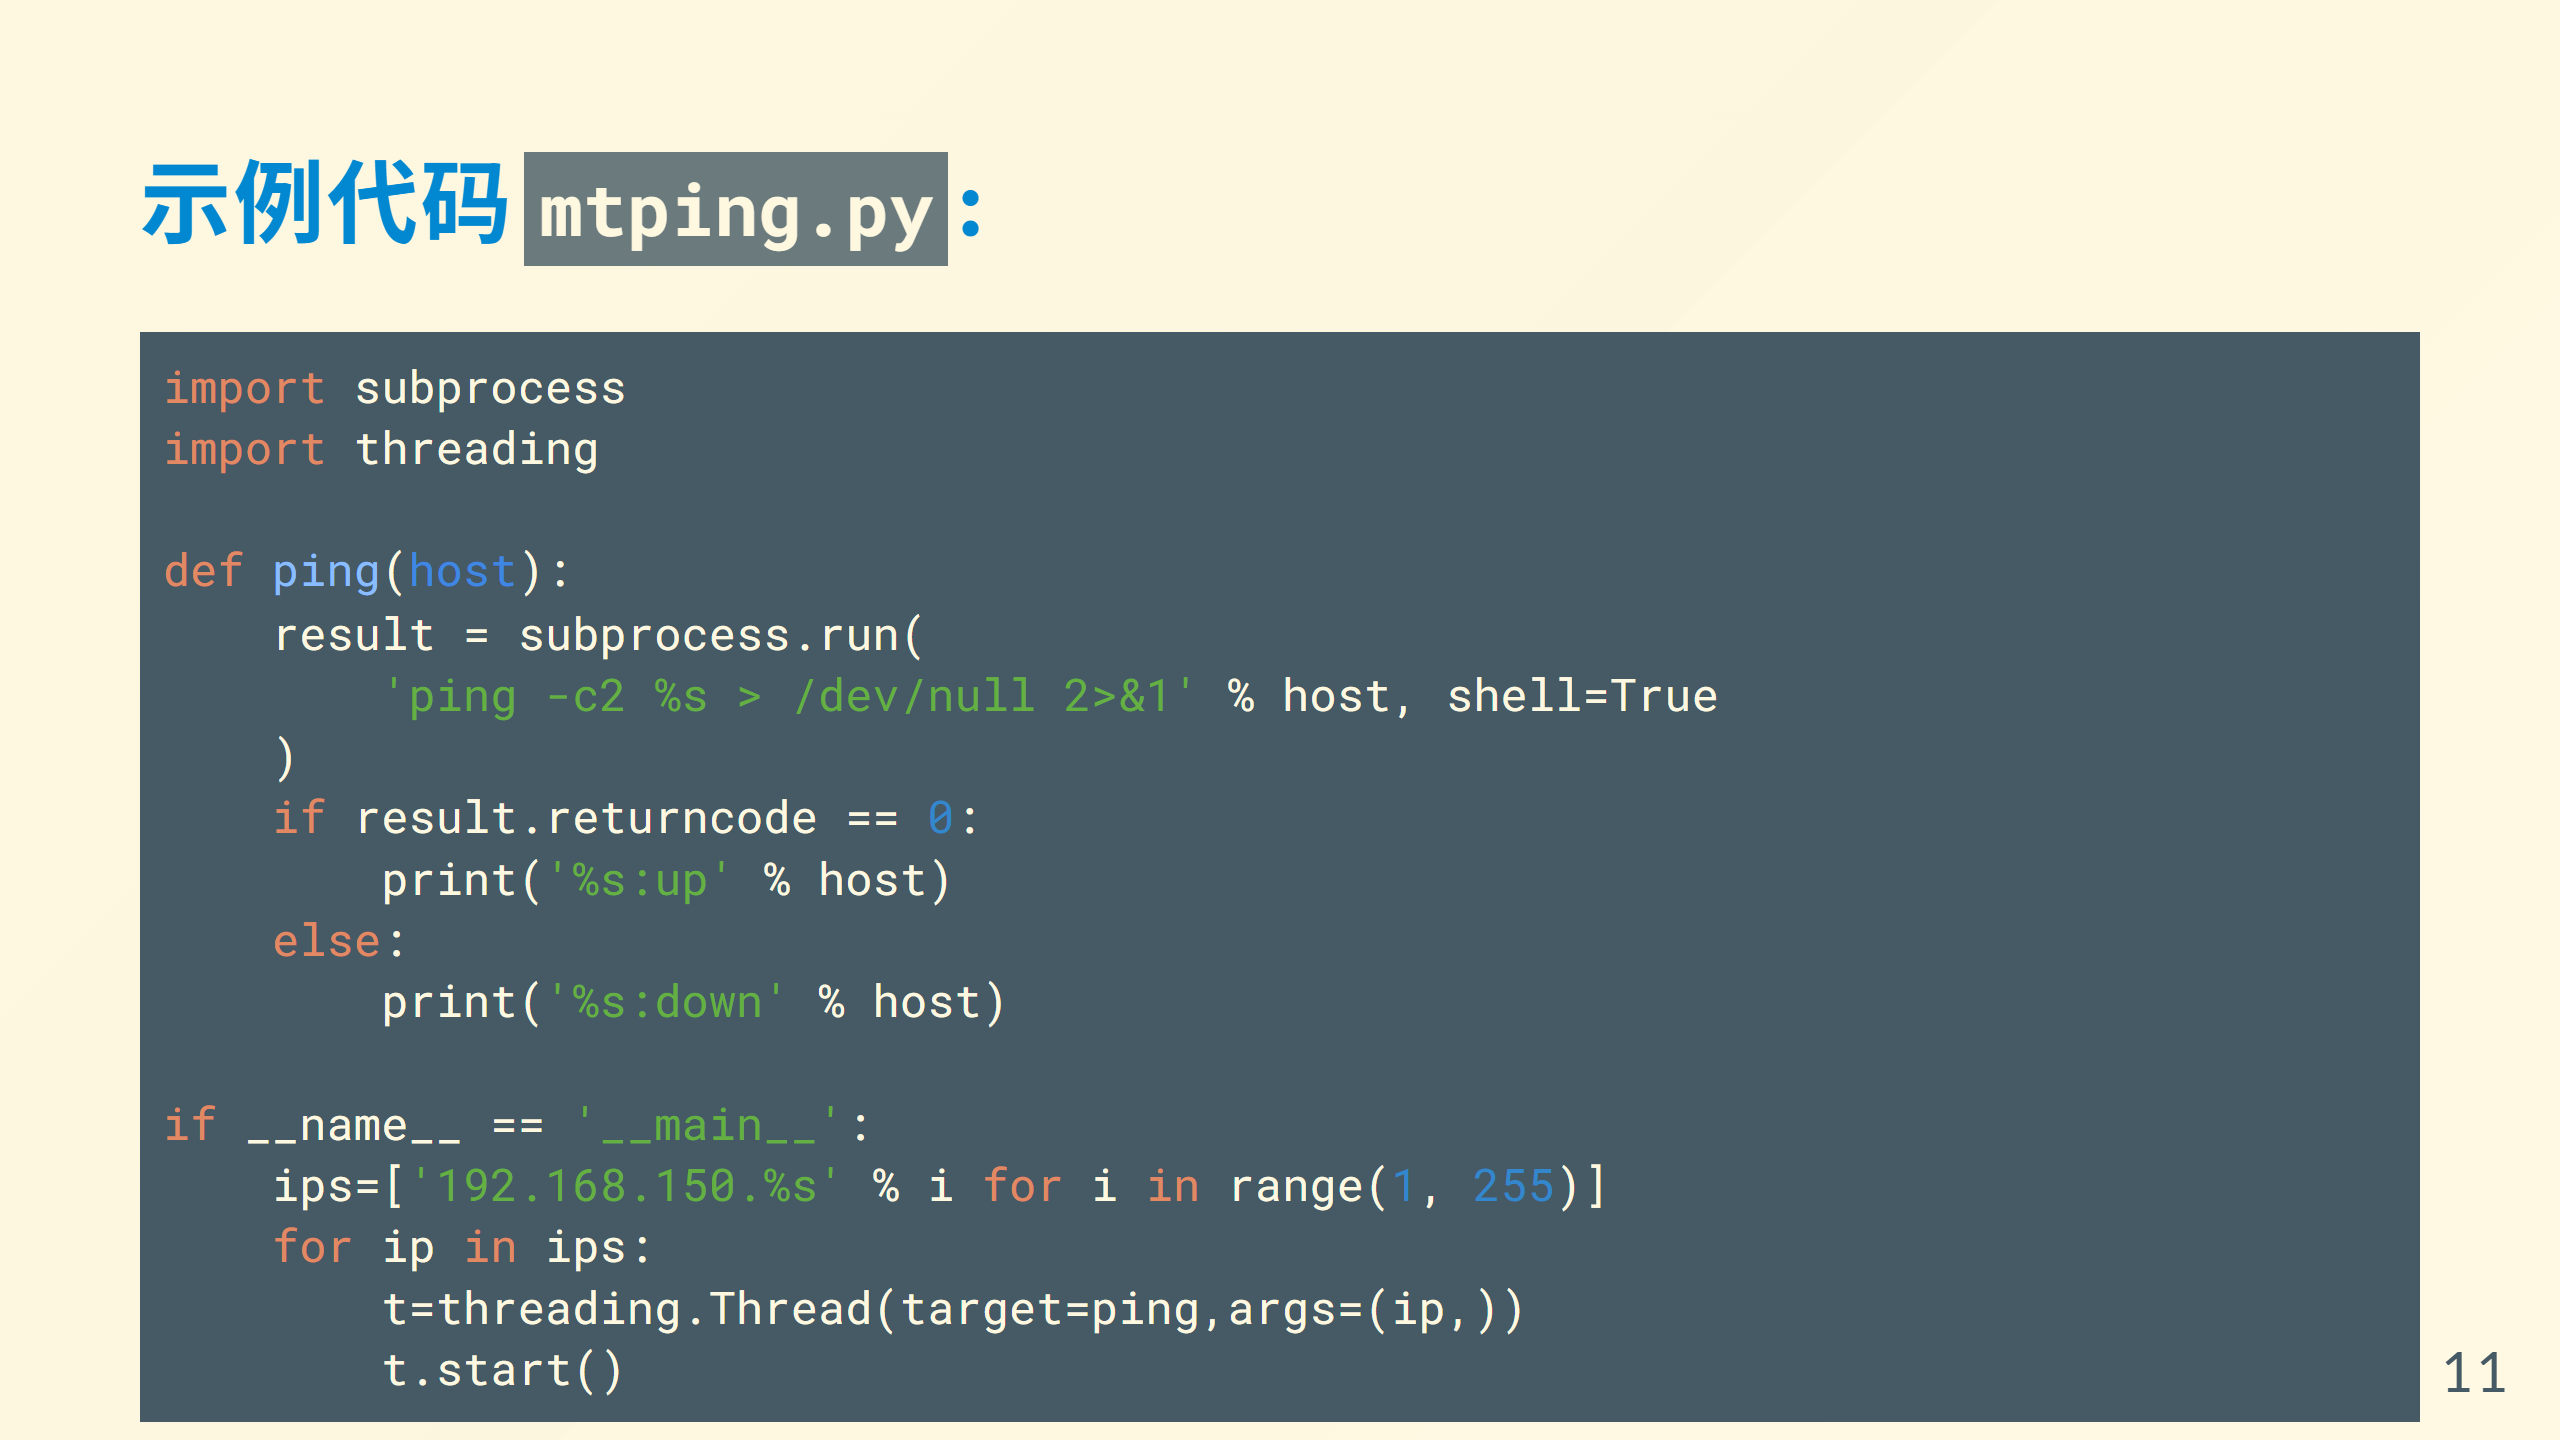 示例代码 mtping.py：
import subprocess
import threading

def ping(host):
    result = subprocess.run(
        'ping -c2 %s > /dev/null 2>&1' % host, shell=True
    )
    if result.returncode == 0:
        print('%s:up' % host)
    else:
        print('%s:down' % host)

if __name__ == '__main__':
    ips=['192.168.150.%s' % i for i in range(1, 255)]
    for ip in ips:
        t=threading.Thread(target=ping,args=(ip,))
        t.start()
11